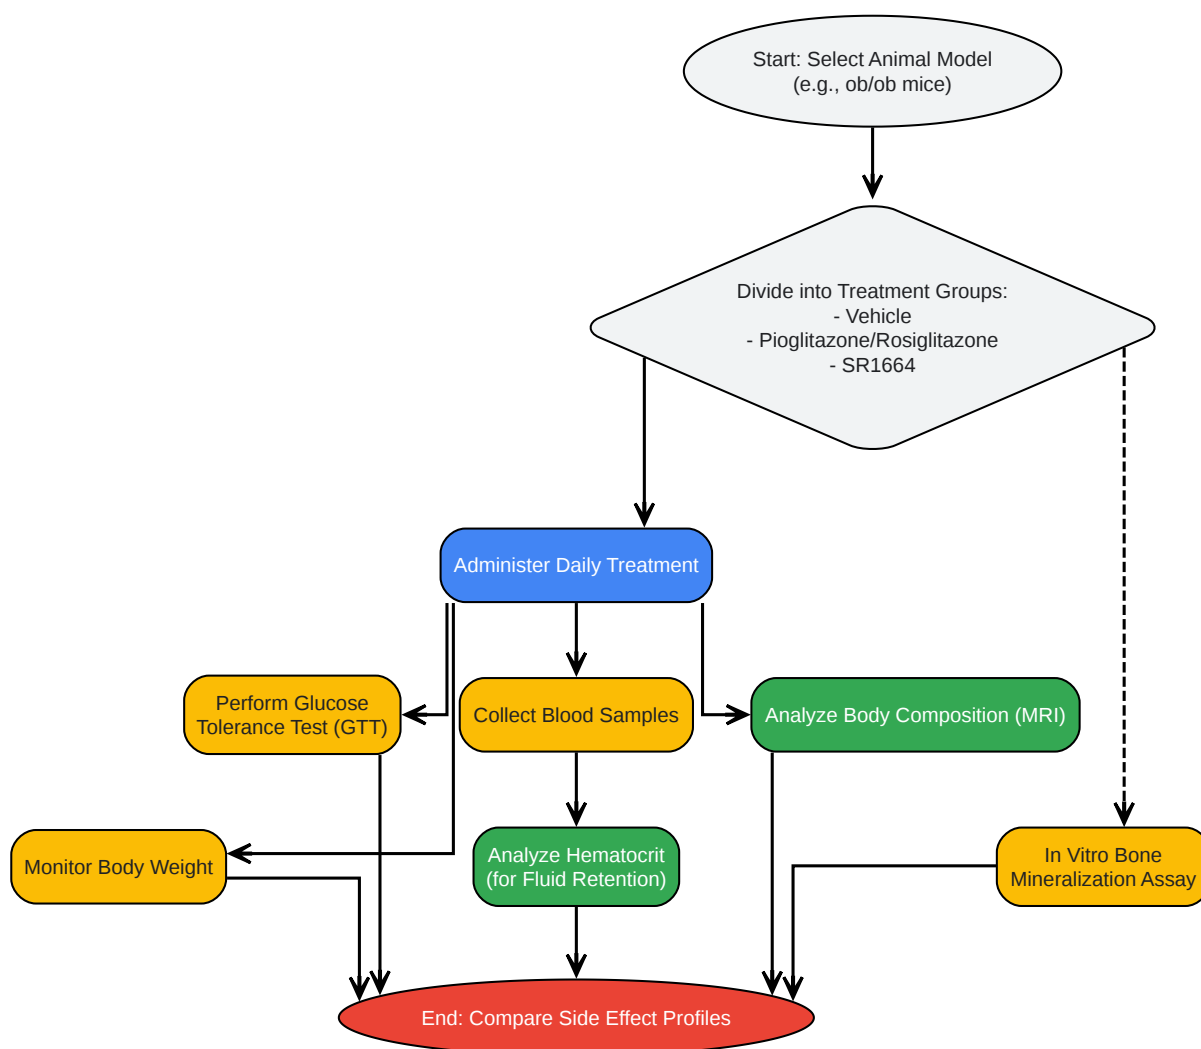 Start: Select Animal Model
(e.g., ob/ob mice)
Divide into Treatment Groups:
- Vehicle
- Pioglitazone/Rosiglitazone
- SR1664
Administer Daily Treatment
Perform Glucose
Tolerance Test (GTT)
Collect Blood Samples
Analyze Body Composition (MRI)
Monitor Body Weight
Analyze Hematocrit
(for Fluid Retention)
In Vitro Bone
Mineralization Assay
End: Compare Side Effect Profiles